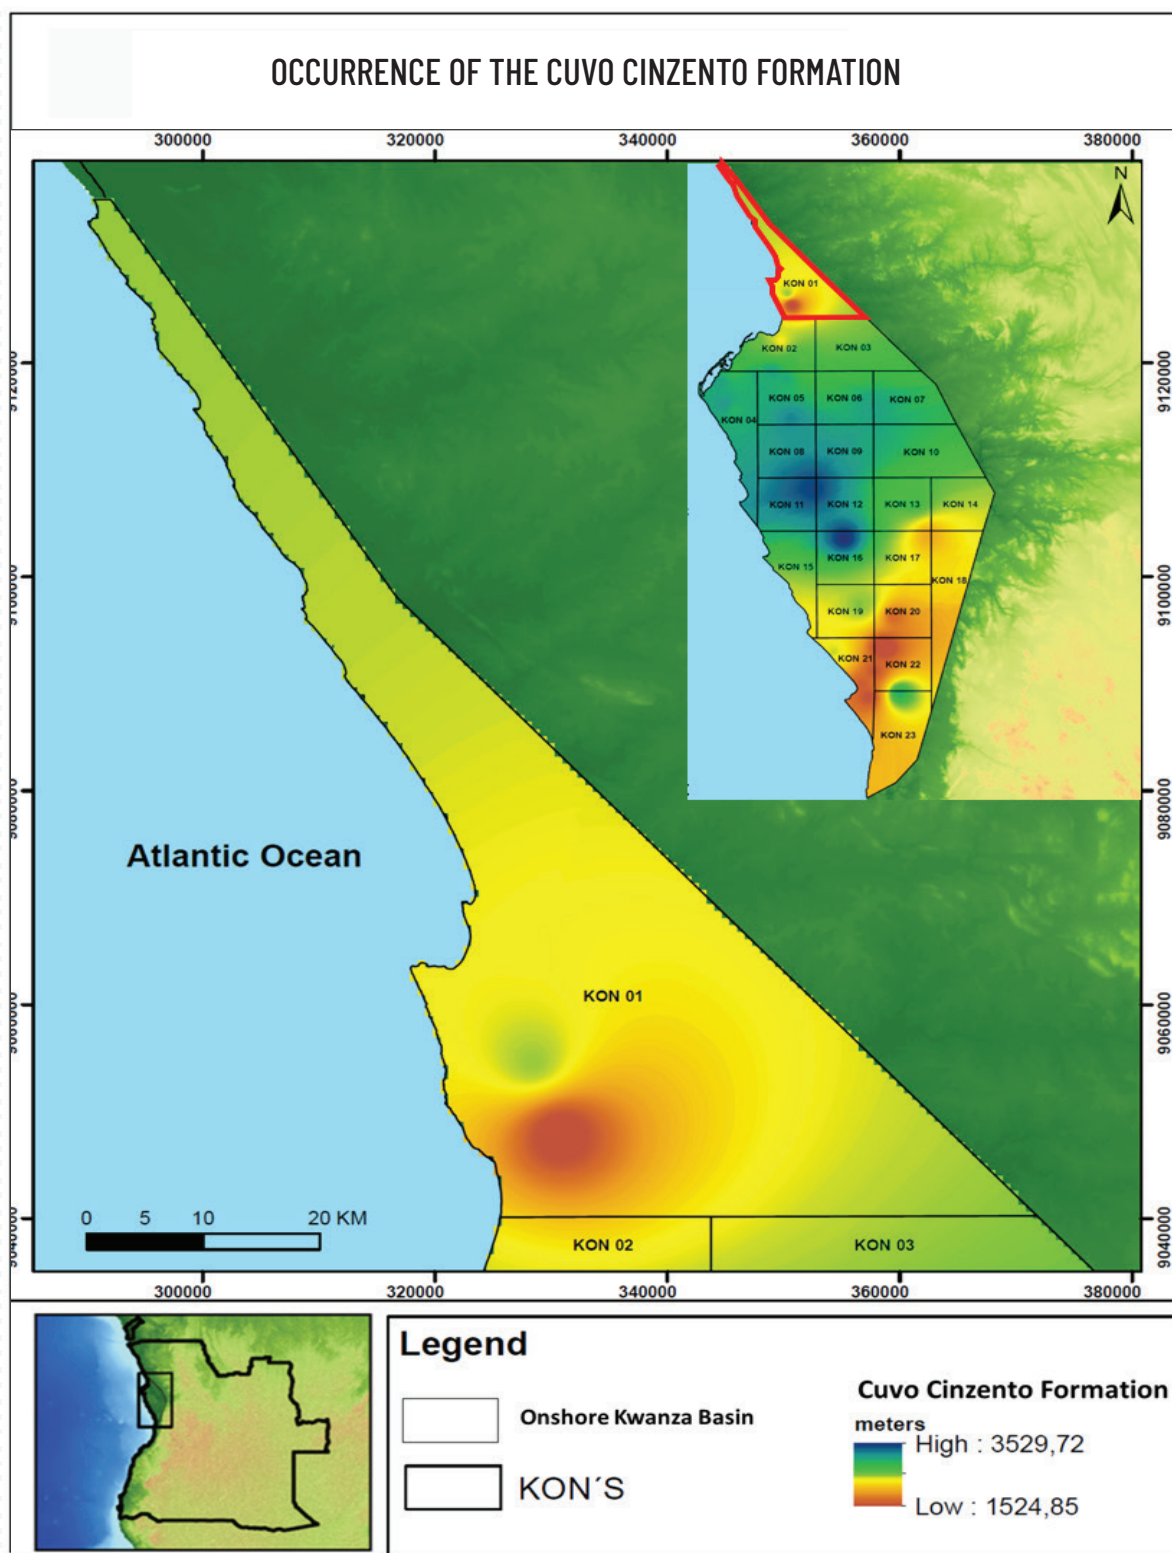 OCCURRENCE OF THE CUVO CINZENTO FORMATION
300000 320000 340000 360000 380000
N
KON 01
KON 02 KON 03
KON 05 KON 06 KON 07
KON 04
KON 08 KON 09 KON 10
KON 11 KON 12 KON 13 KON 14
KON 15 KON 16 KON 17
KON 18
KON 19 KON 20
KON 21 KON 22
KON 23
9120000 9120000
9100000 9100000
9080000 9080000
Atlantic Ocean
KON 01
9060000 9060000
0 5 10 20 KM
9040000 9040000
KON 02 KON 03
300000 320000 340000 360000 380000
Legend
Onshore Kwanza Basin
KON´S
Cuvo Cinzento Formation
meters
High : 3529,72
Low : 1524,85